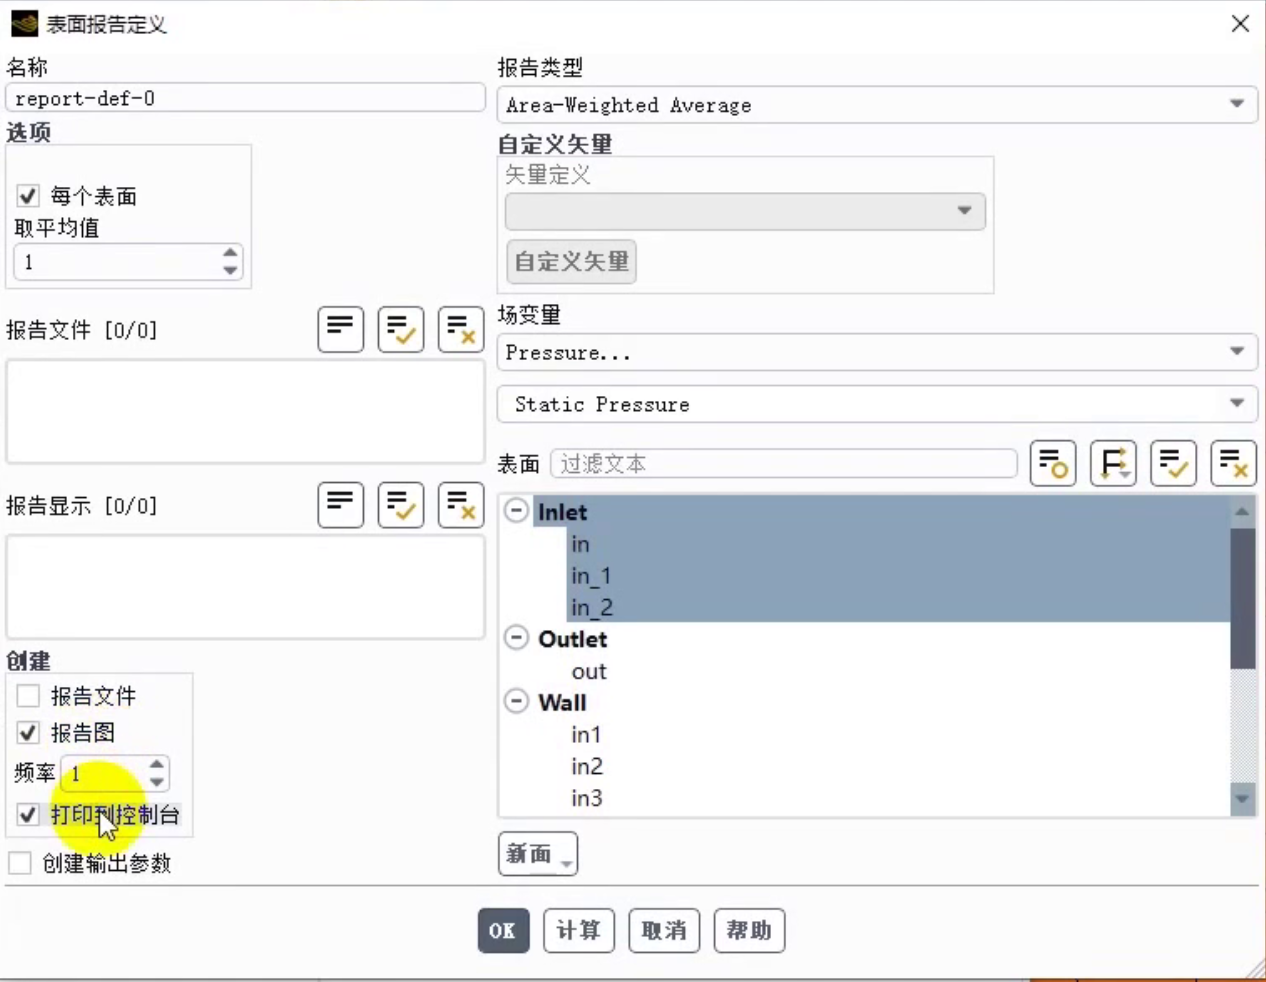 表面报告定义
名称
report-def-0
选项
每个表面
取平均值
1
报告文件 [0/0]
报告显示 [0/0]
创建
报告文件
报告图
频率 1
打印到控制台
创建输出参数
报告类型
Area-Weighted Average
自定义矢量
矢量定义
自定义矢量
场变量
Pressure...
Static Pressure
表面 过滤文本
Inlet
in
in_1
in_2
Outlet
out
Wall
in1
in2
in3
新面
OK 计算 取消 帮助